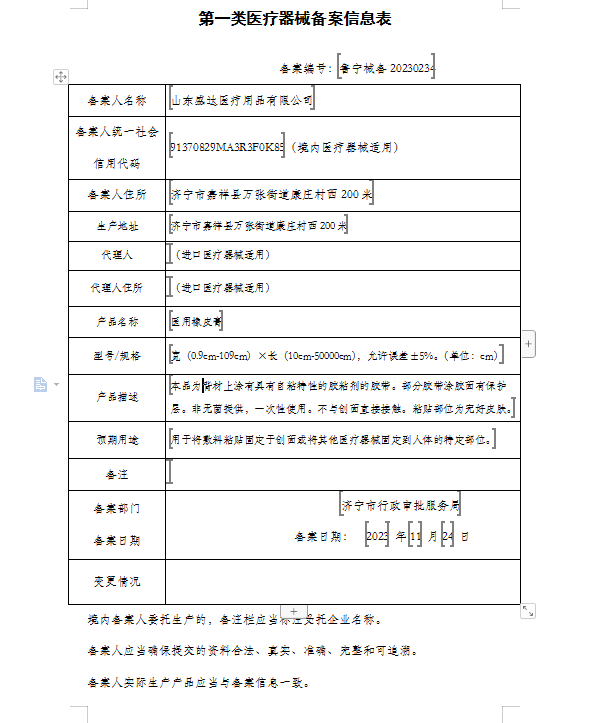 第一类医疗器械备案信息表
备案编号：鲁宁械备 20230234
备案人名称 山东盛达医疗用品有限公司
备案人统一社会
信用代码
91370829MA3R3F0K85（境内医疗器械适用）
备案人住所 济宁市嘉祥县万张街道康庄村西 200 米
生产地址 济宁市嘉祥县万张街道康庄村西 200 米
代理人 （进口医疗器械适用）
代理人住所 （进口医疗器械适用）
产品名称 医用橡皮膏
型号/规格 宽（0.9cm-109cm）×长（10cm-50000cm)，允许误差±5%。（单位：cm）
产品描述
本品为背材上涂有具有自粘特性的胶粘剂的胶带。部分胶带涂胶面有保护
层。非无菌提供，一次性使用。不与创面直接接触。粘贴部位为完好皮肤。
预期用途 用于将敷料粘贴固定于创面或将其他医疗器械固定到人体的特定部位。
备注
备案部门
备案日期
济宁市行政审批服务局
备案日期： 2023 年 11 月 24 日
变更情况
境内备案人委托生产的，备注栏应当标注受托企业名称。
备案人应当确保提交的资料合法、真实、准确、完整和可追溯。
备案人实际生产产品应当与备案信息一致。